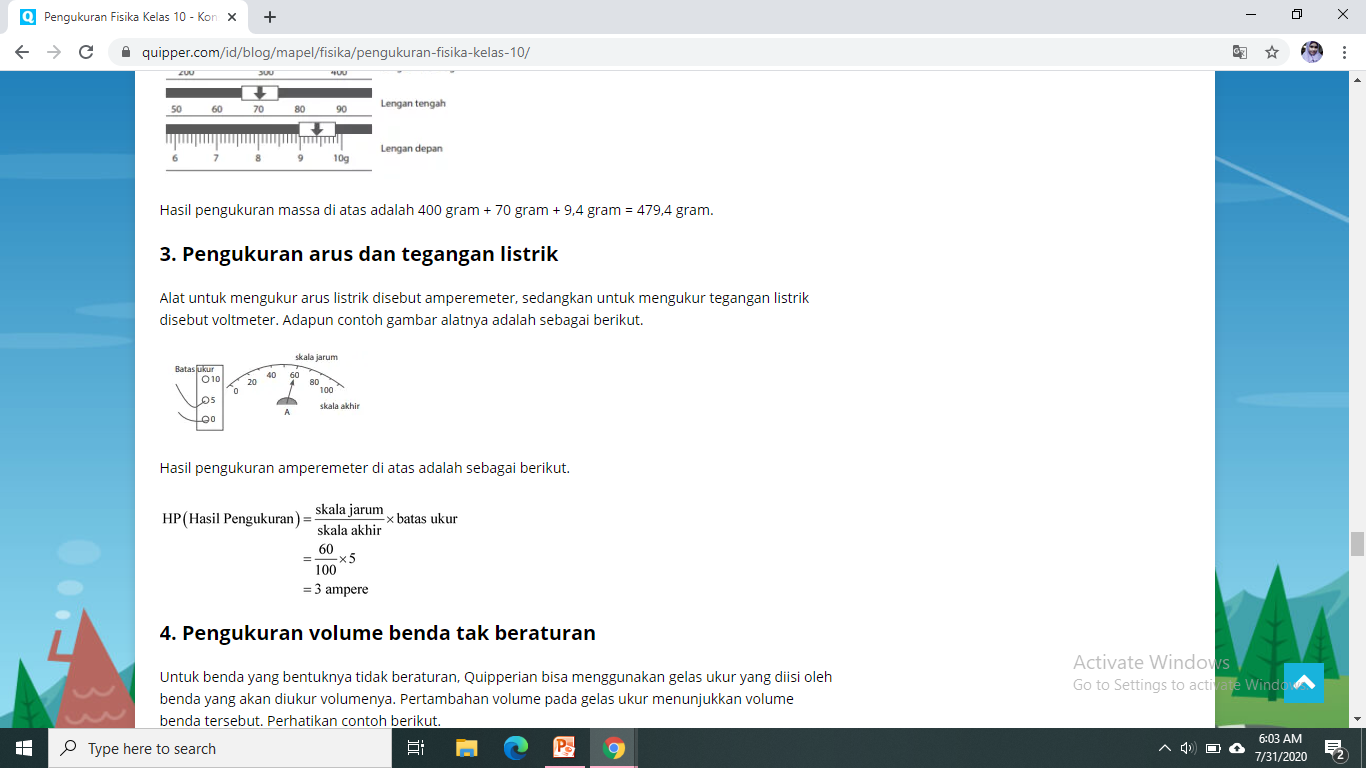 Pengukuran Fisika Kelas 10 - Kon
quipper.com/id/blog/mapel/fisika/pengukuran-fisika-kelas-10/
200 300 400
Lengan tengah
50 60 70 80 90
Lengan depan
6 7 8 9 10g
Hasil pengukuran massa di atas adalah 400 gram + 70 gram + 9,4 gram = 479,4 gram.
3. Pengukuran arus dan tegangan listrik
Alat untuk mengukur arus listrik disebut amperemeter, sedangkan untuk mengukur tegangan listrik
disebut voltmeter. Adapun contoh gambar alatnya adalah sebagai berikut.
skala jarum
Batas ukur
10
5
0
0 20 40 60 80 100
A
skala akhir
Hasil pengukuran amperemeter di atas adalah sebagai berikut.
HP(Hasil Pengukuran) = skala jarum / skala akhir × batas ukur
= 60 / 100 × 5
= 3 ampere
4. Pengukuran volume benda tak beraturan
Untuk benda yang bentuknya tidak beraturan, Quipperian bisa menggunakan gelas ukur yang diisi oleh
benda yang akan diukur volumenya. Pertambahan volume pada gelas ukur menunjukkan volume
benda tersebut. Perhatikan contoh berikut.
Activate Windows
Go to Settings to activate Windows.
Type here to search
6:03 AM
7/31/2020
2